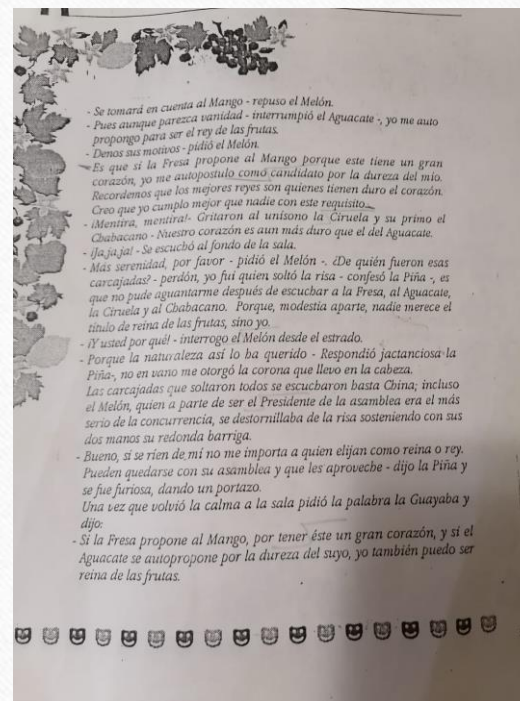 - Se tomará en cuenta al Mango - repuso el Melón.
- Pues aunque parezca vanidad - interrumpió el Aguacate -, yo me auto
propongo para ser el rey de las frutas.
- Denos sus motivos - pidió el Melón.
- Es que si la Fresa propone al Mango porque este tiene un gran
corazón, yo me autopostulo como candidato por la dureza del mío.
Recordemos que los mejores reyes son quienes tienen duro el corazón.
Creo que yo cumplo mejor que nadie con este requisito.
- ¡Mentira, mentira!- Gritaron al unísono la Ciruela y su primo el
Chabacano - Nuestro corazón es aun más duro que el del Aguacate.
- ¡Ja,ja,ja! - Se escuchó al fondo de la sala.
- Más serenidad, por favor - pidió el Melón -. ¿De quién fueron esas
carcajadas? - perdón, yo fui quien soltó la risa - confesó la Piña -, es
que no pude aguantarme después de escuchar a la Fresa, al Aguacate,
la Ciruela y al Chabacano. Porque, modestia aparte, nadie merece el
título de reina de las frutas, sino yo.
- ¡Y usted por qué! - interrogo el Melón desde el estrado.
- Porque la naturaleza así lo ha querido - Respondió jactanciosa la
Piña-, no en vano me otorgó la corona que llevo en la cabeza.
Las carcajadas que soltaron todos se escucharon hasta China; incluso
el Melón, quien a parte de ser el Presidente de la asamblea era el más
serio de la concurrencia, se destornillaba de la risa sosteniendo con sus
dos manos su redonda barriga.
- Bueno, si se rien de mí no me importa a quien elijan como reina o rey.
Pueden quedarse con su asamblea y que les aproveche - dijo la Piña y
se fue furiosa, dando un portazo.
Una vez que volvió la calma a la sala pidió la palabra la Guayaba y
dijo:
- Si la Fresa propone al Mango, por tener éste un gran corazón, y si el
Aguacate se autopropone por la dureza del suyo, yo también puedo ser
reina de las frutas.